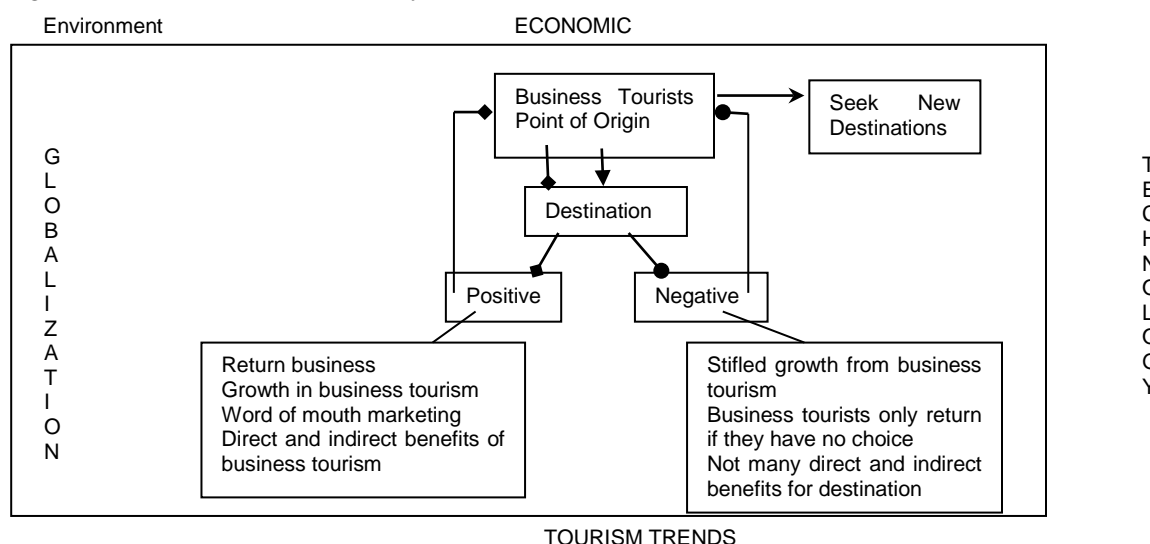 Environment
ECONOMIC
GLOBALIZATION
Business Tourists
Point of Origin
Seek New
Destinations
Destination
Positive
Negative
Return business
Growth in business tourism
Word of mouth marketing
Direct and indirect benefits of
business tourism
Stifled growth from business
tourism
Business tourists only return
if they have no choice
Not many direct and indirect
benefits for destination
TECHNOLOGY
TOURISM TRENDS